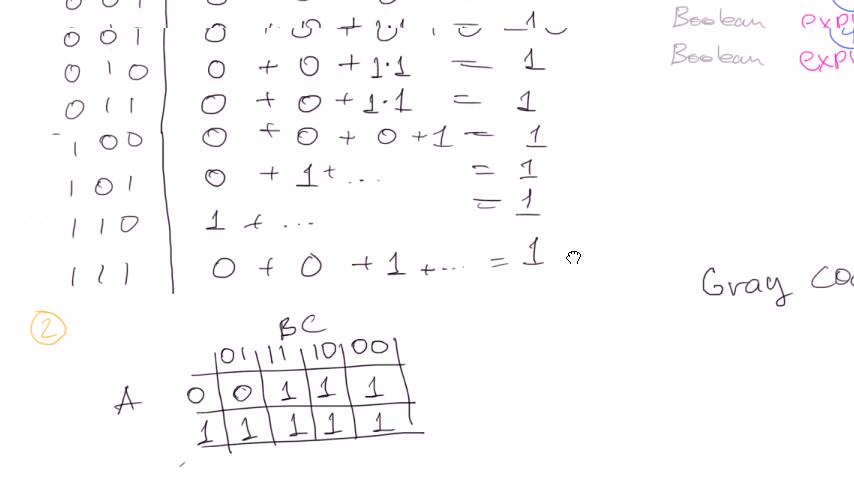 Boolean
0 0 1 0 = 1
Boolean
0 1 0 0 + 0 + 1·1 = 1
0 1 1 0 + 0 + 1·1 = 1
1 0 0 0 + 0 + 0 + 1 = 1
1 0 1 0 + 1 + ... = 1
1 1 0 1 + ... = 1
1 1 1 0 + 0 + 1 + ... = 1
Gray
2
BC
01 11 10 00
A 0 0 1 1 1
1 1 1 1 1